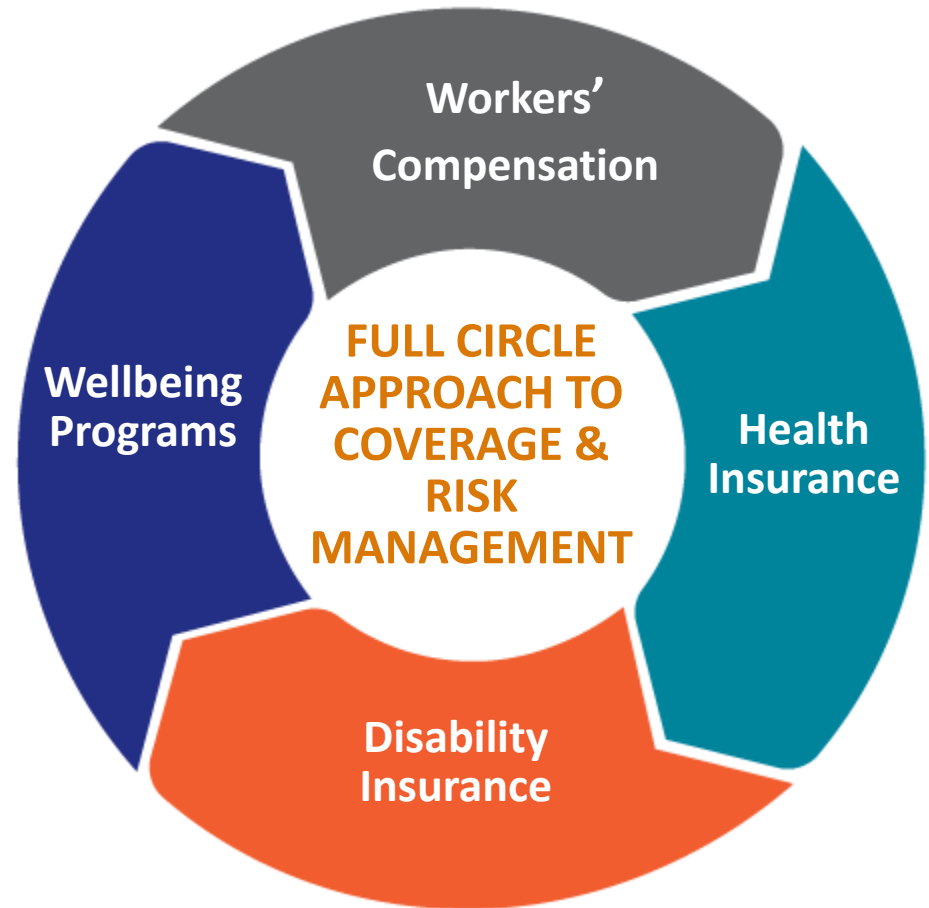 Workers’
Compensation
Wellbeing
Programs
FULL CIRCLE
APPROACH TO
COVERAGE &
RISK
MANAGEMENT
Health
Insurance
Disability
Insurance